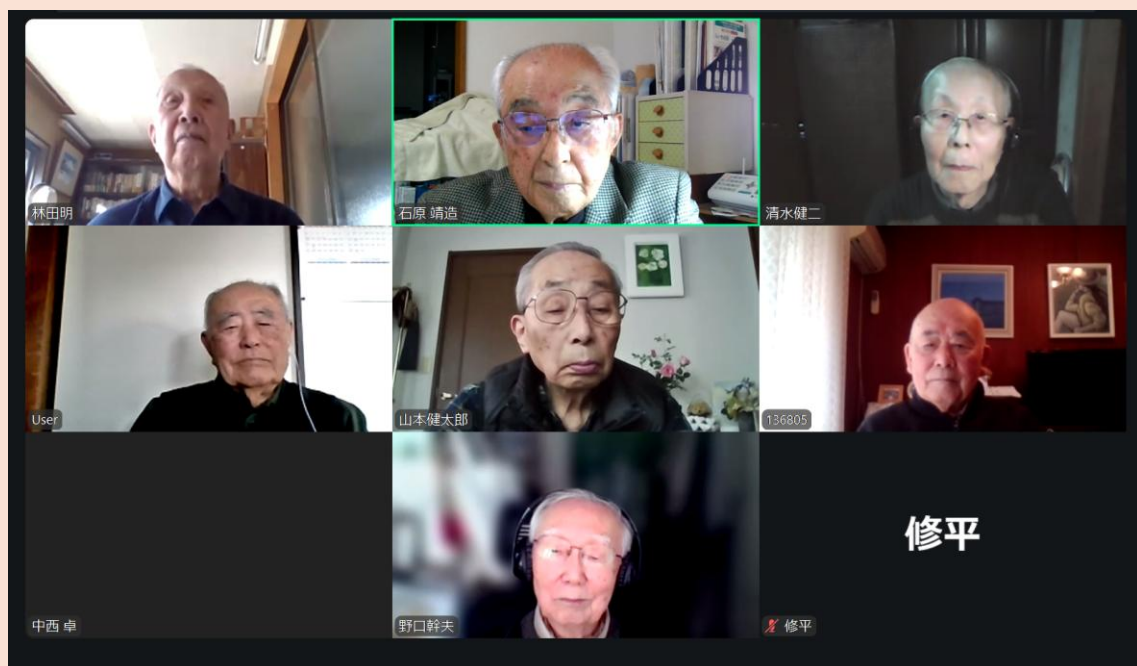 林田明
石原 靖造
清水健二
User
山本健太郎
136805
修平
中西 卓
野口幹夫
修平